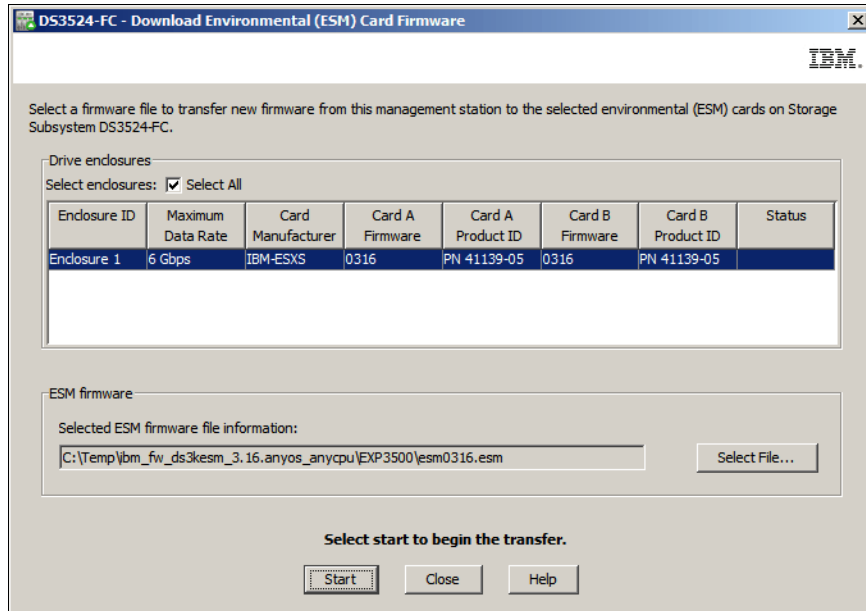 DS3524-FC - Download Environmental (ESM) Card Firmware
IBM.
Select a firmware file to transfer new firmware from this management station to the selected environmental (ESM) cards on Storage
Subsystem DS3524-FC.
Drive enclosures
Select enclosures: Select All
Enclosure ID Maximum Data Rate Card Manufacturer Card A Firmware Card A Product ID Card B Firmware Card B Product ID Status
Enclosure 1 6 Gbps IBM-ESXS 0316 PN 41139-05 0316 PN 41139-05
ESM firmware
Selected ESM firmware file information:
C:\Temp\ibm_fw_ds3kesm_3.16.anyos_anycpu\EXP3500\esm0316.esm
Select File...
Select start to begin the transfer.
Start Close Help